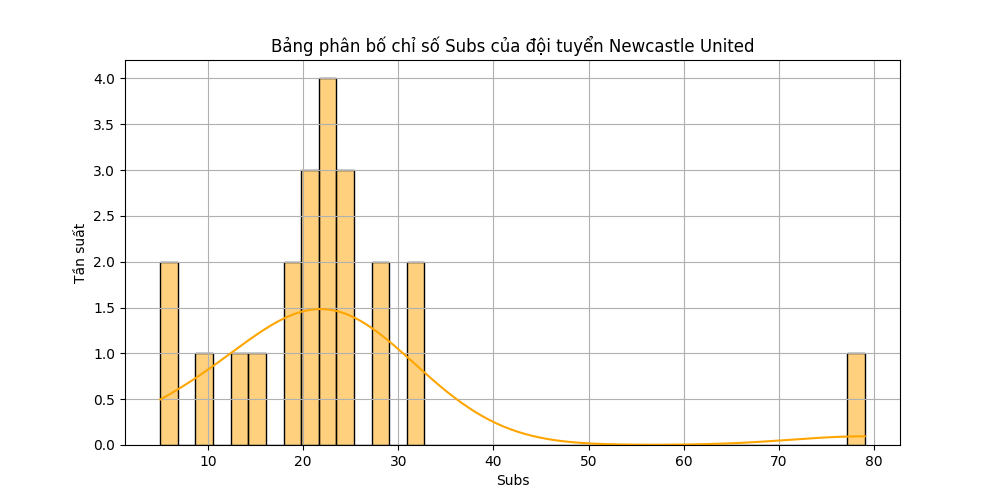 Bảng phân bố chỉ số Subs của đội tuyển Newcastle United
4.0
3.5
3.0
2.5
2.0
1.5
1.0
0.5
0.0
Tần suất
10 20 30 40 50 60 70 80
Subs